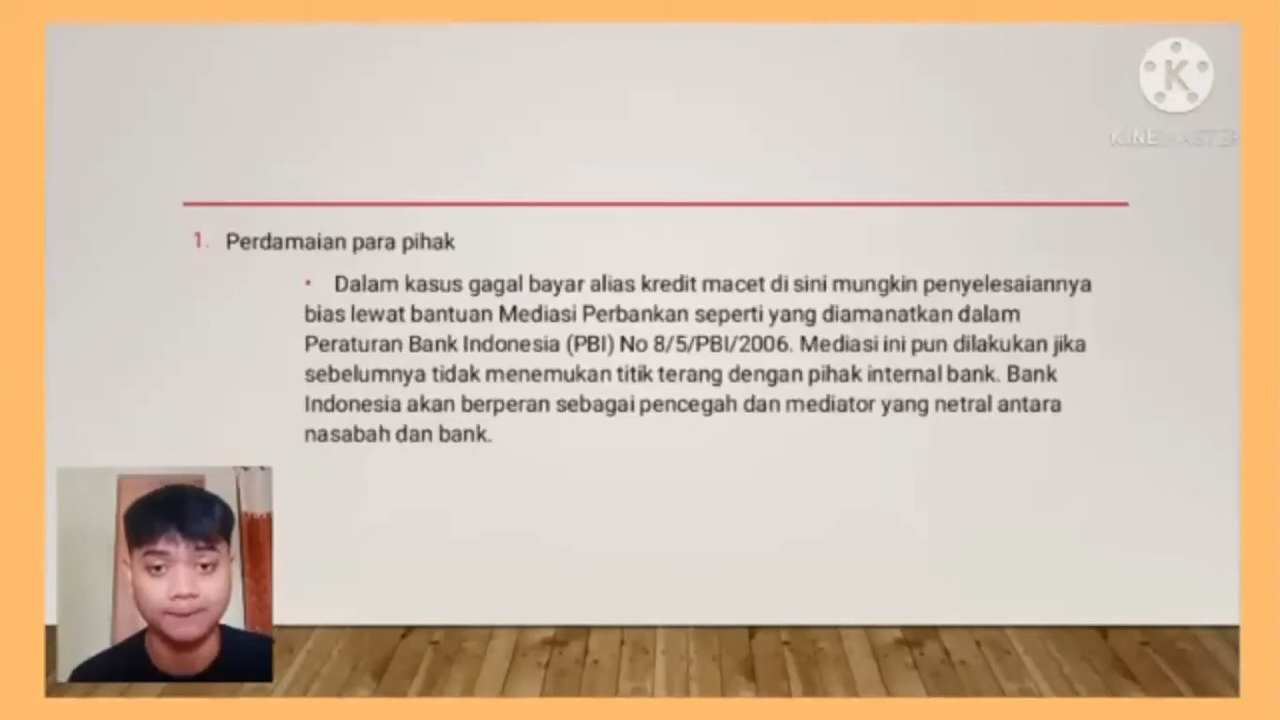 K
KINEMASTER
1. Perdamaian para pihak
• Dalam kasus gagal bayar alias kredit macet di sini mungkin penyelesaiannya
bias lewat bantuan Mediasi Perbankan seperti yang diamanatkan dalam
Peraturan Bank Indonesia (PBI) No 8/5/PBI/2006. Mediasi ini pun dilakukan jika
sebelumnya tidak menemukan titik terang dengan pihak internal bank. Bank
Indonesia akan berperan sebagai pencegah dan mediator yang netral antara
nasabah dan bank.